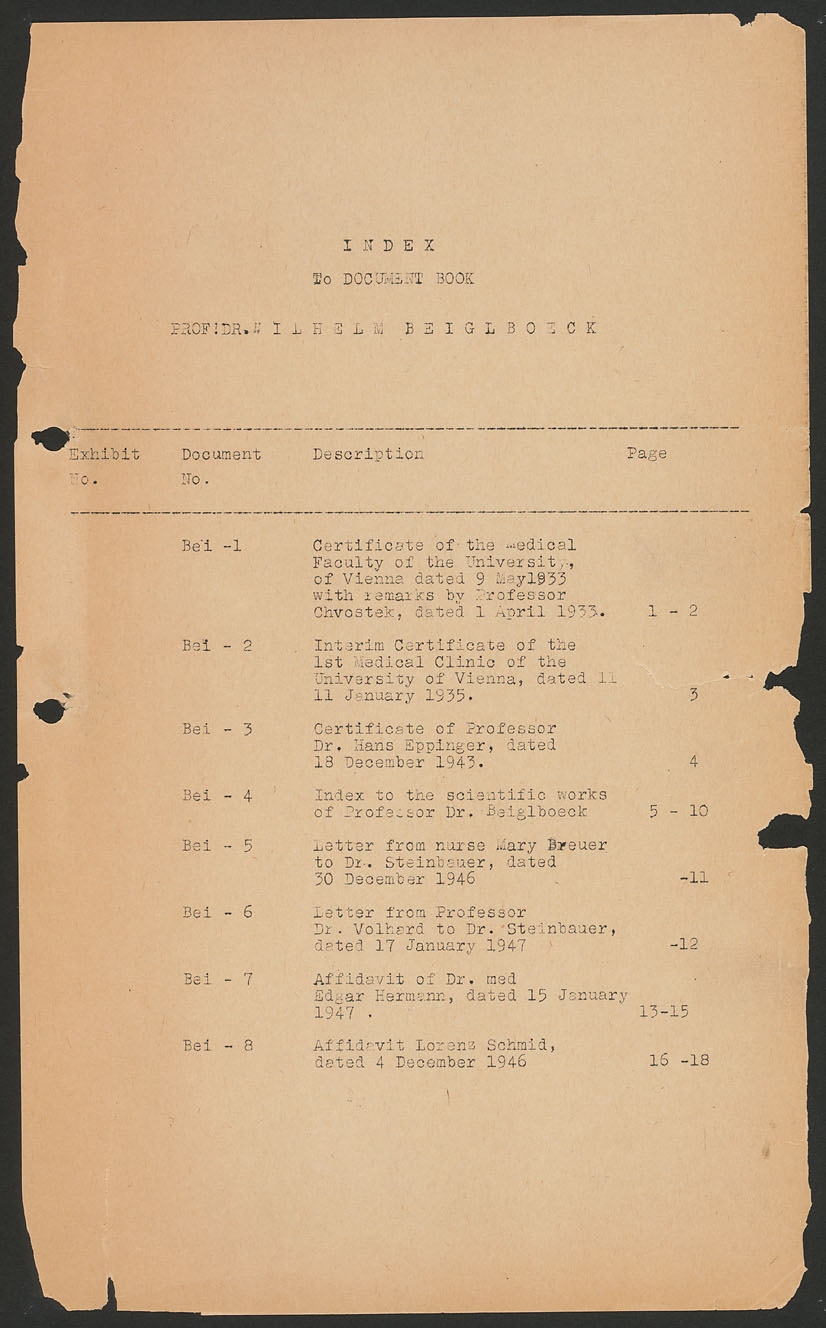 INDEX
To DOCUMENT BOOK
PROF!DR.WILHELM BEIGLBOECK
Exhibit Document Description Page
No. No.
Bei -1 Certificate of the Medical
Faculty of the University,
of Vienna dated 9 May1933
with remarks by Professor
Chvostek, dated 1 April 1933. 1 - 2
Bei - 2 Interim Certificate of the
1st Medical Clinic of the
University of Vienna, dated 11
11 January 1935. 3
Bei - 3 Certificate of Professor
Dr. Hans Eppinger, dated
18 December 1943. 4
Bei - 4 Index to the scientific works
of Professor Dr. Beiglboeck 5 - 10
Bei - 5 Letter from nurse Mary Breuer
to Dr. Steinbauer, dated
30 December 1946 -11
Bei - 6 Letter from Professor
Dr. Volhard to Dr. Steinbauer,
dated 17 January 1947 -12
Bei - 7 Affidavit of Dr. med
Edgar Hermann, dated 15 January
1947 . 13-15
Bei - 8 Affidavit Lorenz Schmid,
dated 4 December 1946 16 -18